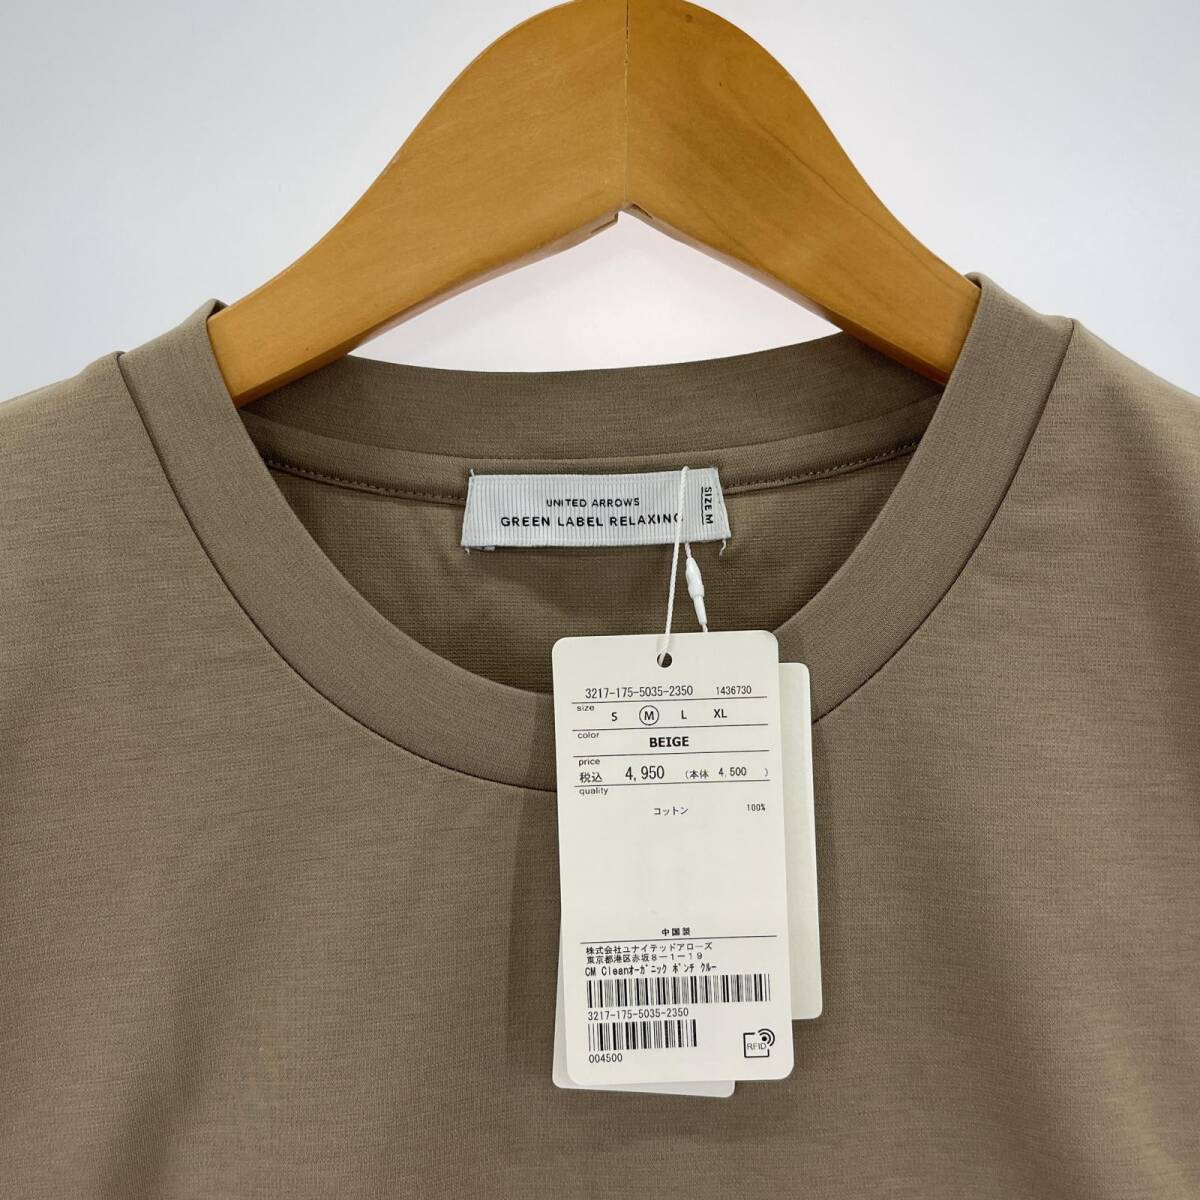 UNITED ARROWS
GREEN LABEL RELAXING
SIZE M
3217-175-5035-2350 1436730
size S M L XL
color
BEIGE
price
税込 4,950 (本体 4,500 )
quality
コットン 100%
中国製
株式会社ユナイテッドアローズ
東京都港区赤坂8-1-19
CM Cleanオーガニック ポンチ クルー
3217-175-5035-2350
004500
RFID